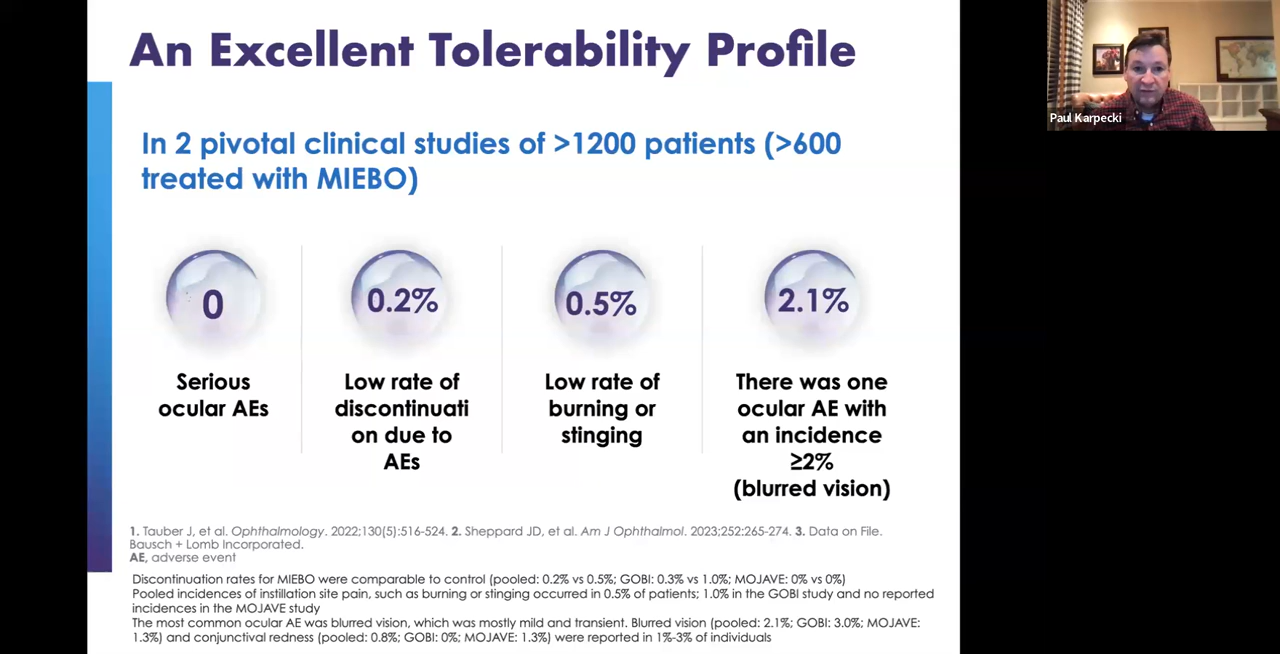 An Excellent Tolerability Profile
Paul Karpecki
In 2 pivotal clinical studies of >1200 patients (>600
treated with MIEBO)
0
Serious
ocular AEs
0.2%
Low rate of
discontinuati
on due to
AEs
0.5%
Low rate of
burning or
stinging
2.1%
There was one
ocular AE with
an incidence
≥2%
(blurred vision)
1. Tauber J, et al. Ophthalmology. 2022;130(5):516-524. 2. Sheppard JD, et al. Am J Ophthalmol. 2023;252:265-274. 3. Data on File.
Bausch + Lomb Incorporated.
AE, adverse event
Discontinuation rates for MIEBO were comparable to control (pooled: 0.2% vs 0.5%; GOBI: 0.3% vs 1.0%; MOJAVE: 0% vs 0%)
Pooled incidences of instillation site pain, such as burning or stinging occurred in 0.5% of patients; 1.0% in the GOBI study and no reported
incidences in the MOJAVE study
The most common ocular AE was blurred vision, which was mostly mild and transient. Blurred vision (pooled: 2.1%; GOBI: 3.0%; MOJAVE:
1.3%) and conjunctival redness (pooled: 0.8%; GOBI: 0%; MOJAVE: 1.3%) were reported in 1%-3% of individuals